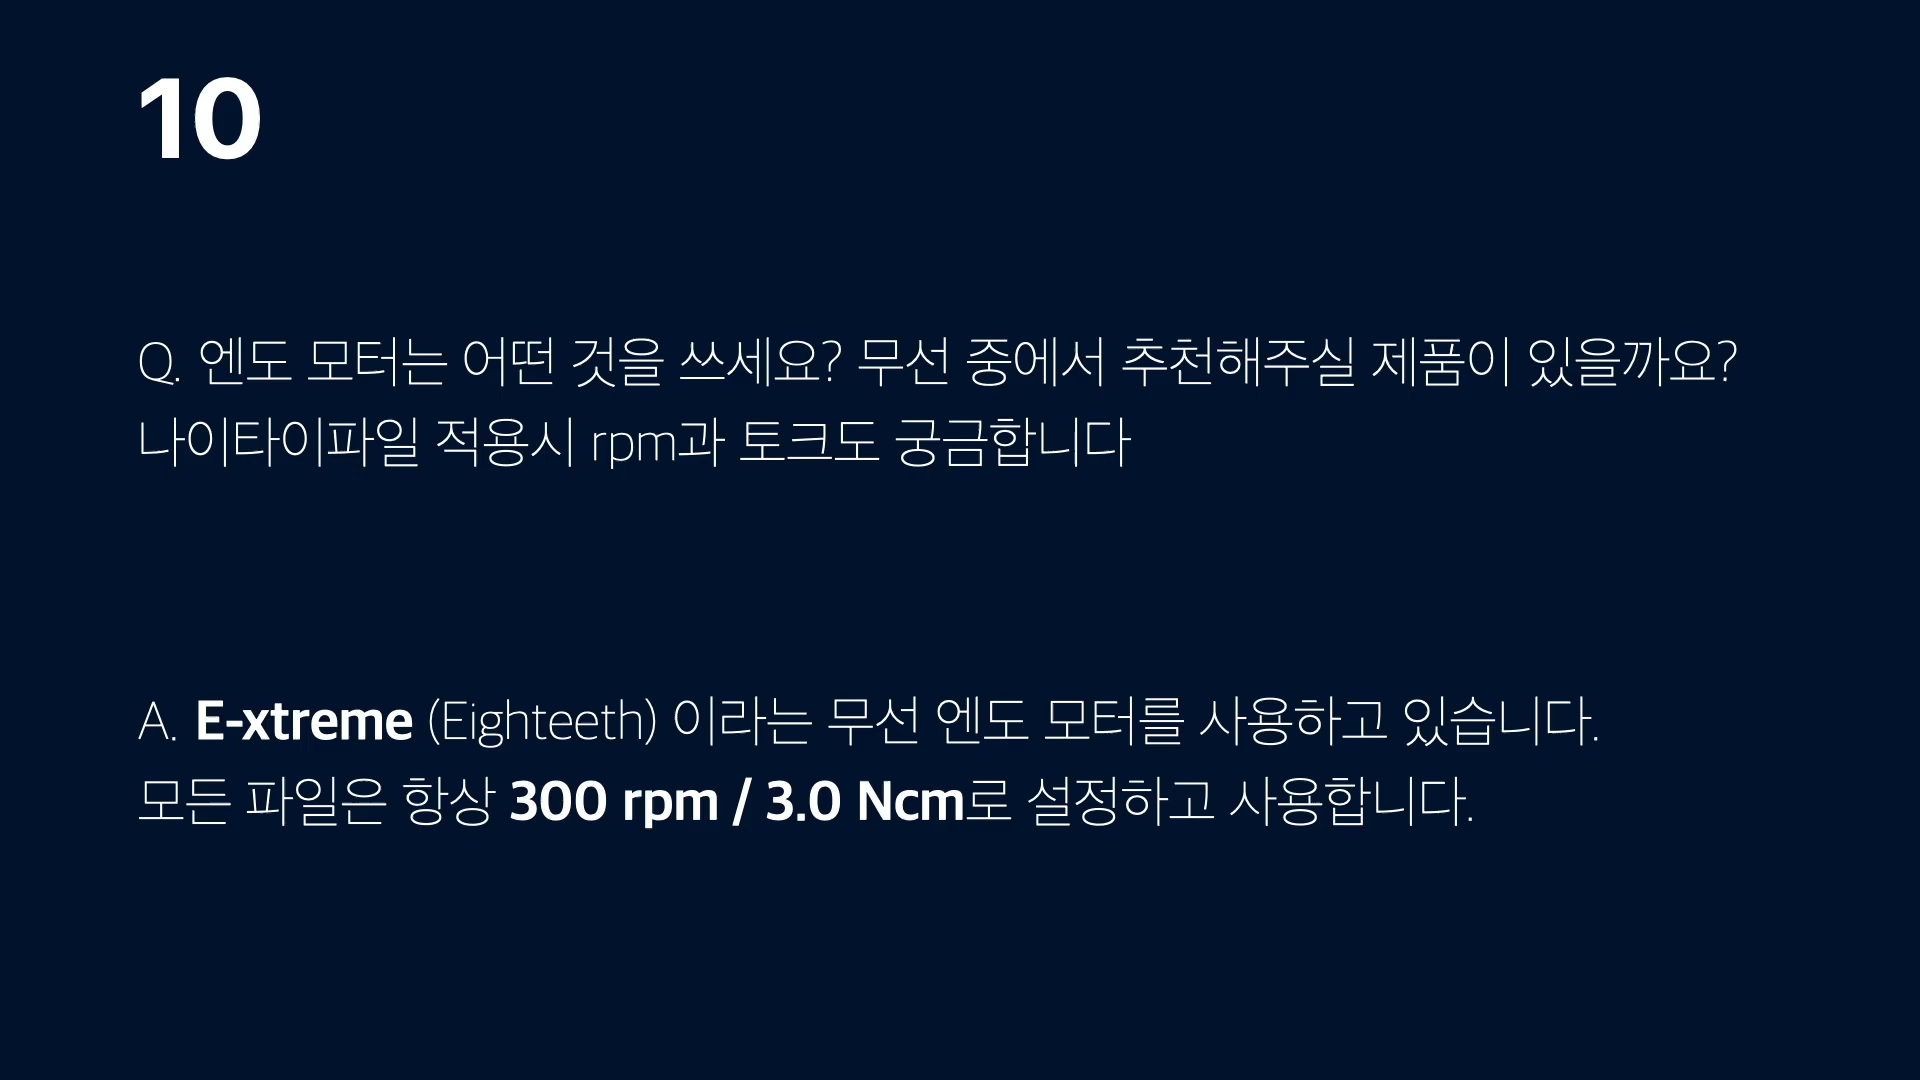 10
Q. 엔도 모터는 어떤 것을 쓰세요? 무선 중에서 추천해주실 제품이 있을까요?
나이타이파일 적용시 rpm과 토크도 궁금합니다
A. E-xtreme (Eighteeth) 이라는 무선 엔도 모터를 사용하고 있습니다.
모든 파일은 항상 300 rpm / 3.0 Ncm로 설정하고 사용합니다.